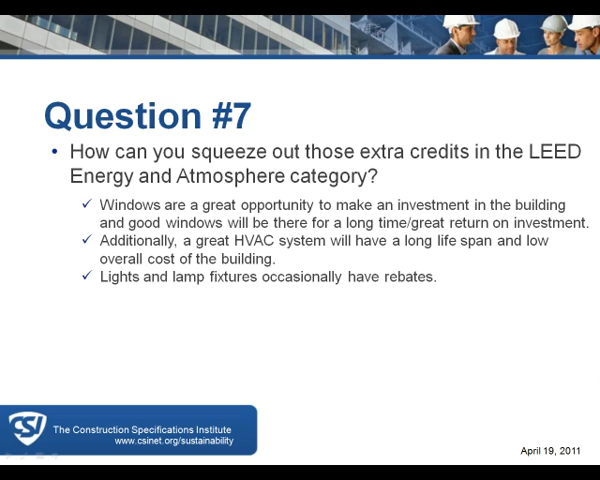 Question #7
• How can you squeeze out those extra credits in the LEED
Energy and Atmosphere category?
✓ Windows are a great opportunity to make an investment in the building
and good windows will be there for a long time/great return on investment.
✓ Additionally, a great HVAC system will have a long life span and low
overall cost of the building.
✓ Lights and lamp fixtures occasionally have rebates.
CSI
The Construction Specifications Institute
www.csinet.org/sustainability
April 19, 2011